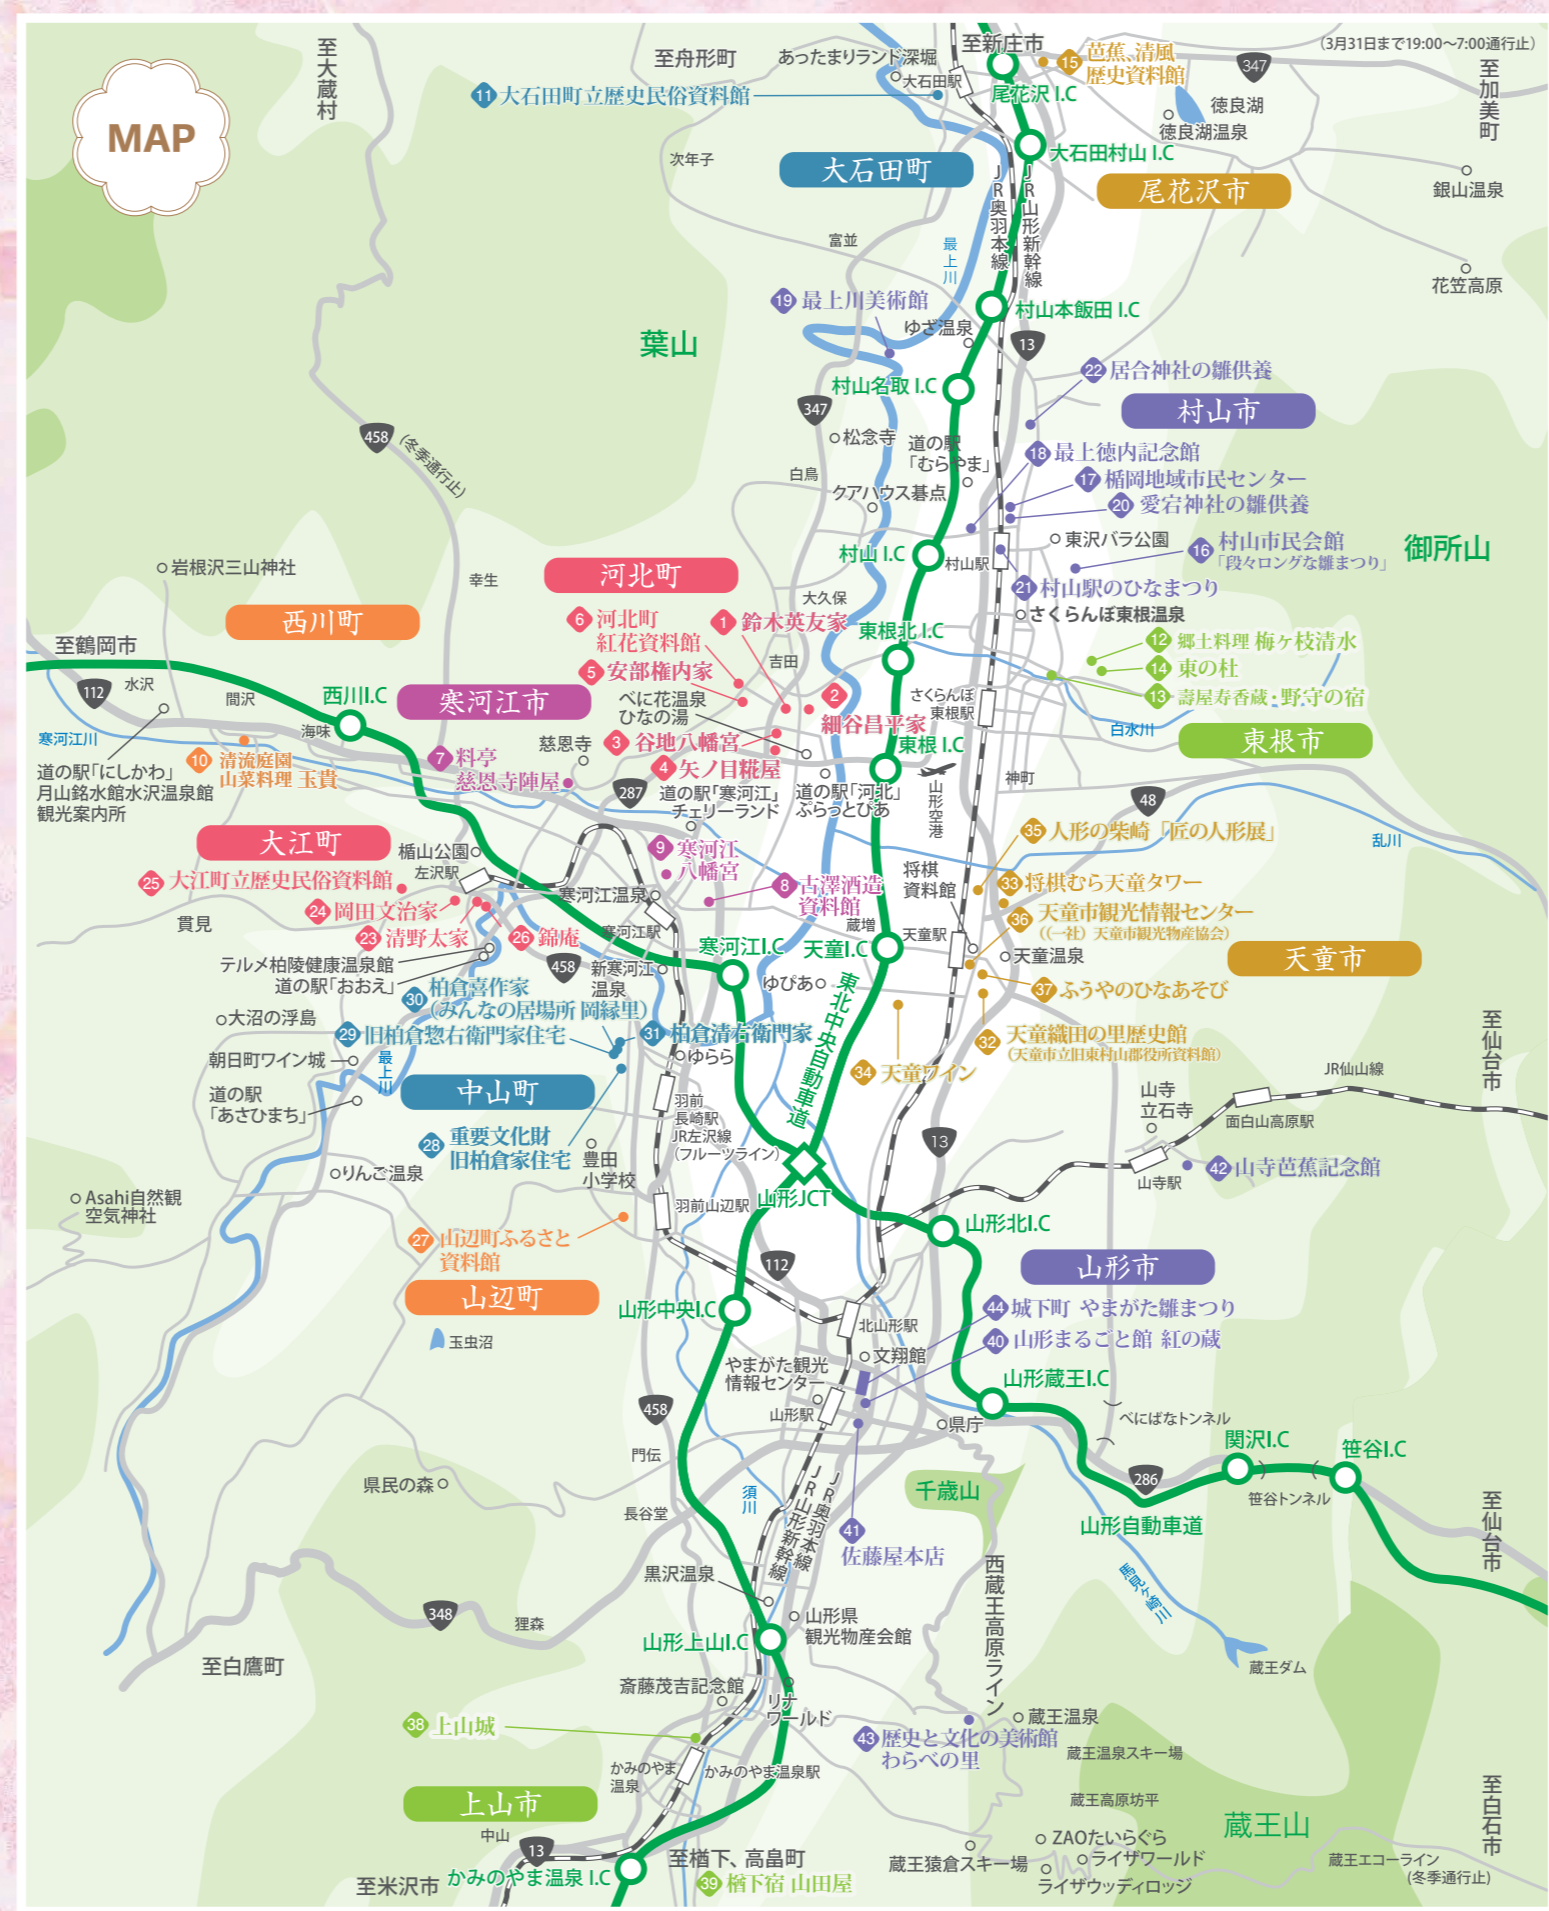 MAP
至大蔵村
至舟形町
あったまりランド深堀
大石田駅
至新庄市
尾花沢 I.C
15 芭蕉、清風
歴史資料館
(3月31日まで19:00〜7:00通行止)
347
至加美町
徳良湖
徳良湖温泉
11 大石田町立歴史民俗資料館
次年子
大石田町
大石田村山 I.C
尾花沢市
銀山温泉
JR奥羽本線
JR山形新幹線
富並
最上川
花笠高原
19 最上川美術館
村山本飯田 I.C
ゆざ温泉
葉山
13
22 居合神社の雛供養
村山名取 I.C
村山市
347
458
(冬季通行止)
松念寺
道の駅
「むらやま」
18 最上徳内記念館
白鳥
クアハウス碁点
17 楯岡地域市民センター
20 愛宕神社の雛供養
東沢バラ公園
16 村山市民会館
「段々ロングな雛まつり」
御所山
村山 I.C
村山駅
21 村山駅のひなまつり
岩根沢三山神社
幸生
河北町
大久保
さくらんぼ東根温泉
西川町
6 河北町
紅花資料館
1 鈴木英友家
東根北 I.C
12 郷土料理 梅ヶ枝清水
14 東の杜
13 壽屋寿香蔵・野守の宿
至鶴岡市
吉田
5 安部権内家
2
細谷昌平家
べに花温泉
ひなの湯
さくらんぼ
東根駅
白水川
東根市
112
水沢
間沢
西川I.C
寒河江市
海味
寒河江川
慈恩寺
3 谷地八幡宮
東根 I.C
10 清流庭園
山菜料理 玉貴
7 料亭
慈恩寺陣屋
4 矢ノ目糀屋
道の駅「にしかわ」
月山銘水館水沢温泉館
観光案内所
287
道の駅「寒河江」
チェリーランド
道の駅「河北」
ぶらっとぴあ
山形空港
神町
48
乱川
大江町
楯山公園
左沢駅
9 寒河江
八幡宮
35 人形の柴崎「匠の人形展」
25 大江町立歴史民俗資料館
寒河江温泉
8 古澤酒造
資料館
将棋
資料館
33 将棋むら天童タワー
24 岡田文治家
貫見
23 清野太家
26 錦庵
寒河江駅
蔵増
天童駅
36 天童市観光情報センター
((一社) 天童市観光物産協会)
寒河江I.C
天童I.C
天童温泉
天童市
テルメ柏陵健康温泉館
道の駅「おおえ」
458
新寒河江
温泉
ゆぴあ
37 ふうやのひなあそび
30 柏倉喜作家
(みんなの居場所 岡縁里)
大沼の浮島
29 旧柏倉惣右衛門家住宅
31 柏倉清右衛門家
東北中央自動車道
32 天童織田の里歴史館
(天童市立旧東村山郡役所資料館)
至仙台市
朝日町ワイン城
最上川
ゆらら
34 天童ワイン
道の駅
「あさひまち」
中山町
羽前
長崎駅
JR左沢線
(フルーツライン)
JR仙山線
山寺
立石寺
面白山高原駅
28 重要文化財
旧柏倉家住宅
豊田
小学校
13
りんご温泉
山寺駅
42 山寺芭蕉記念館
Asahi自然観
空気神社
山形JCT
羽前山辺駅
山形北I.C
27 山辺町ふるさと
資料館
112
山形市
山辺町
山形中央I.C
44 城下町 やまがた雛まつり
北山形駅
40 山形まるごと館 紅の蔵
玉虫沼
文翔館
やまがた観光
情報センター
山形蔵王I.C
458
山形駅
県庁
べにばなトンネル
関沢I.C
笹谷I.C
門伝
286
笹谷トンネル
県民の森
千歳山
須川
長谷堂
JR奥羽本線
JR山形新幹線
41
佐藤屋本店
山形自動車道
至仙台市
黒沢温泉
西蔵王高原ライン
馬見ヶ崎川
348
狸森
山形県
観光物産会館
山形上山I.C
至白鷹町
蔵王ダム
斎藤茂吉記念館
リナ
ワールド
38 上山城
蔵王温泉
43 歴史と文化の美術館
わらべの里
蔵王温泉スキー場
かみのやま
温泉
かみのやま温泉駅
上山市
蔵王高原坊平
至白石市
中山
13
蔵王山
ZAOたいらぐら
ライザワールド
蔵王猿倉スキー場
ライザウッディロッジ
蔵王エコーライン
(冬季通行止)
至楢下、高畠町
至米沢市
かみのやま温泉 I.C
39 楢下宿 山田屋